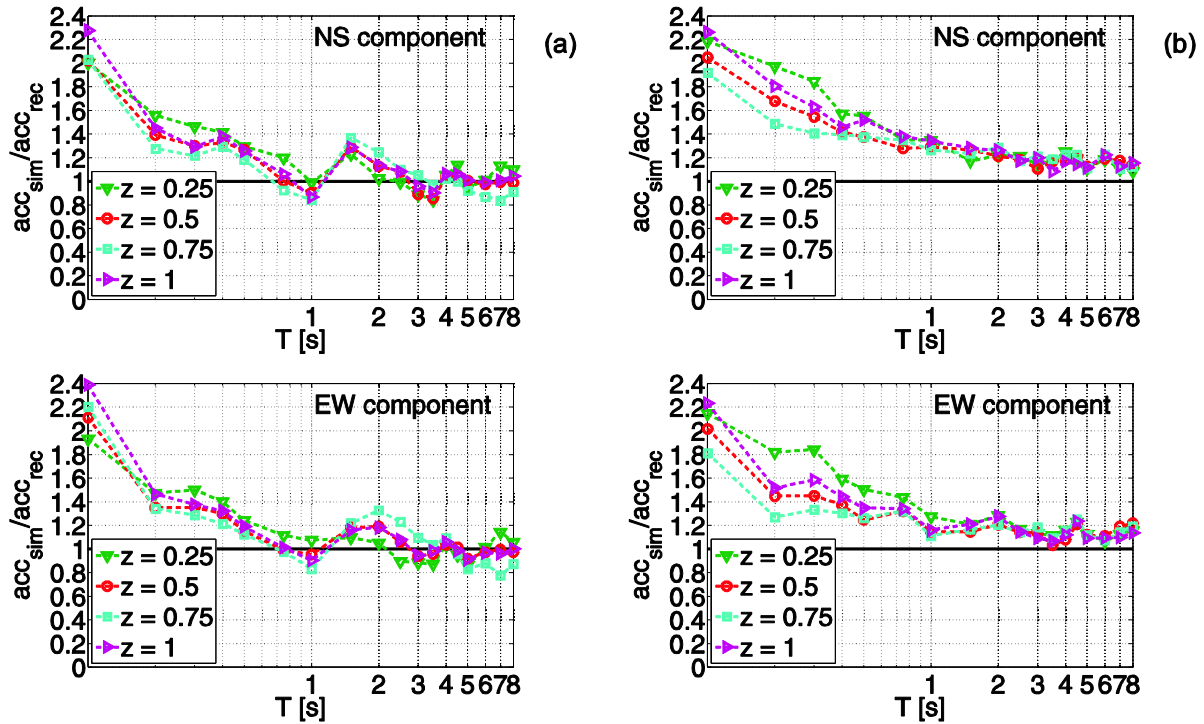 NS component
(a)
acc_sim/acc_rec
2.4
2.2
2
1.8
1.6
1.4
1.2
1
0.8
0.6
0.4
0.2
0
z = 0.25
z = 0.5
z = 0.75
z = 1
1 2 3 4 5 6 7 8
T [s]
NS component
(b)
acc_sim/acc_rec
2.4
2.2
2
1.8
1.6
1.4
1.2
1
0.8
0.6
0.4
0.2
0
z = 0.25
z = 0.5
z = 0.75
z = 1
1 2 3 4 5 6 7 8
T [s]
EW component
acc_sim/acc_rec
2.4
2.2
2
1.8
1.6
1.4
1.2
1
0.8
0.6
0.4
0.2
0
z = 0.25
z = 0.5
z = 0.75
z = 1
1 2 3 4 5 6 7 8
T [s]
EW component
acc_sim/acc_rec
2.4
2.2
2
1.8
1.6
1.4
1.2
1
0.8
0.6
0.4
0.2
0
z = 0.25
z = 0.5
z = 0.75
z = 1
1 2 3 4 5 6 7 8
T [s]